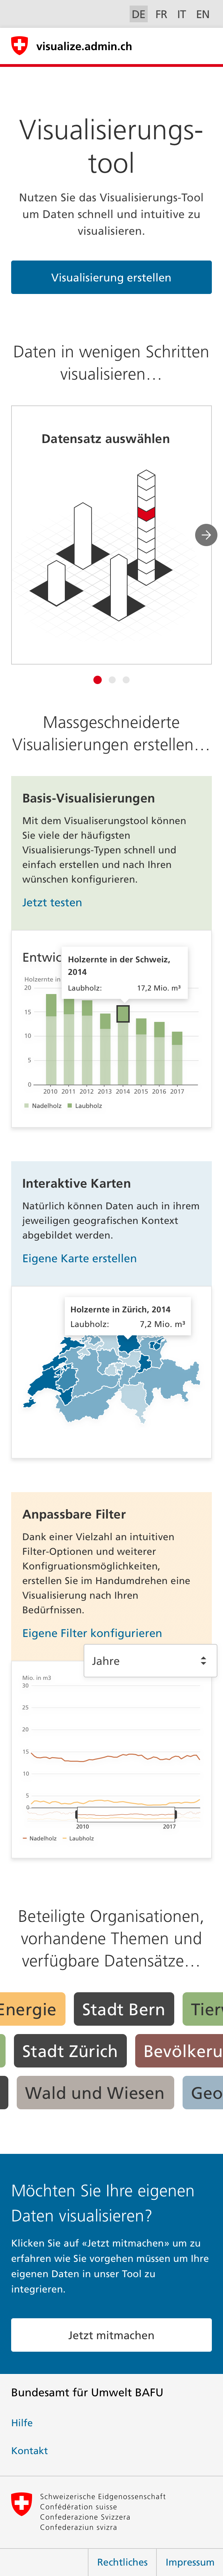 DE FR IT EN
visualize.admin.ch
Visualisierungs-
tool
Nutzen Sie das Visualisierungs-Tool
um Daten schnell und intuitive zu
visualisieren.
Visualisierung erstellen
Daten in wenigen Schritten
visualisieren…
Datensatz auswählen
Massgeschneiderte
Visualisierungen erstellen…
Basis-Visualisierungen
Mit dem Visualiserungstool können
Sie viele der häufigsten
Visualisierungs-Typen schnell und
einfach erstellen und nach Ihren
wünschen konfigurieren.
Jetzt testen
Entwic
Holzernte in der Schweiz,
2014
Laubholz: 17,2 Mio. m³
Holzernte in
20
15
10
5
0
2010 2011 2012 2013 2014 2015 2016 2017
Nadelholz Laubholz
Interaktive Karten
Natürlich können Daten auch in ihrem
jeweiligen geografischen Kontext
abgebildet werden.
Eigene Karte erstellen
Holzernte in Zürich, 2014
Laubholz: 7,2 Mio. m³
Anpassbare Filter
Dank einer Vielzahl an intuitiven
Filter-Optionen und weiterer
Konfigruationsmöglichkeiten,
erstellen Sie im Handumdrehen eine
Visualisierung nach Ihren
Bedürfnissen.
Eigene Filter konfigurieren
Jahre
Mio. in m3
30
25
20
15
10
5
0
2010 2017
Nadelholz Laubholz
Beteiligte Organisationen,
vorhandene Themen und
verfügbare Datensätze…
Energie Stadt Bern Tierw
Stadt Zürich Bevölkeru
Wald und Wiesen Geo
Möchten Sie Ihre eigenen
Daten visualisieren?
Klicken Sie auf «Jetzt mitmachen» um zu
erfahren wie Sie vorgehen müssen um Ihre
eigenen Daten in unser Tool zu
integrieren.
Jetzt mitmachen
Bundesamt für Umwelt BAFU
Hilfe
Kontakt
Schweizerische Eidgenossenschaft
Confédération suisse
Confederazione Svizzera
Confederaziun svizra
Rechtliches Impressum